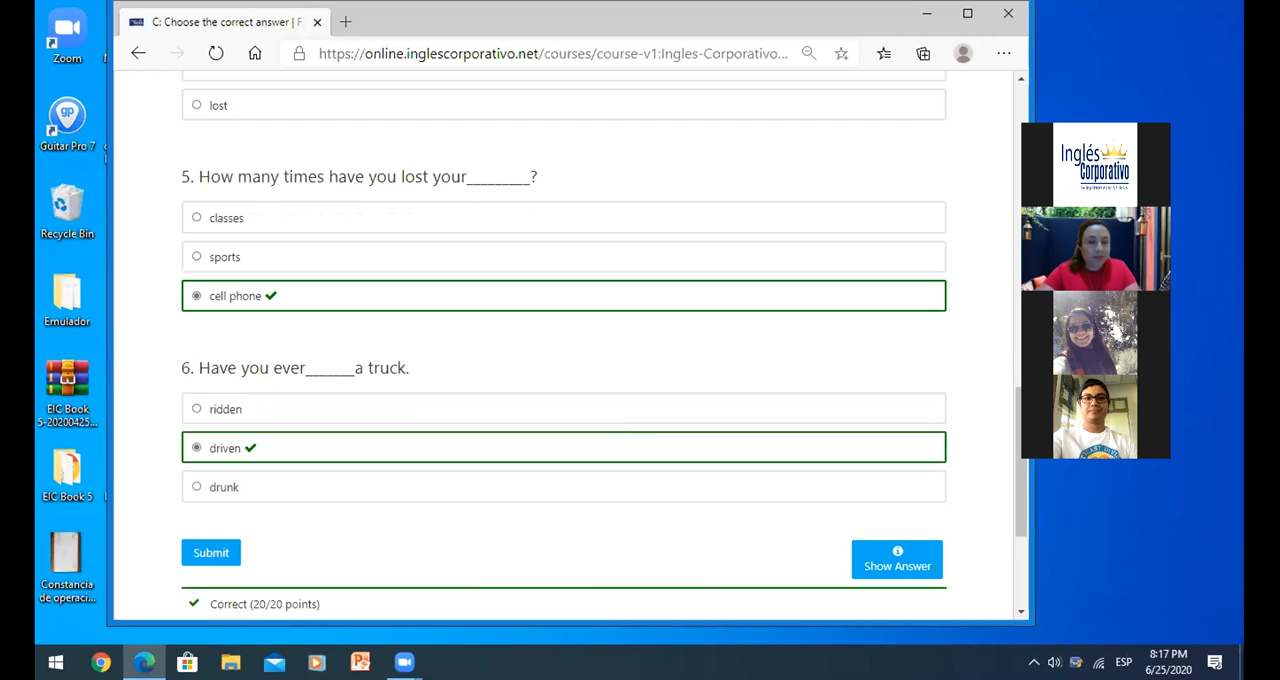 C: Choose the correct answer | F
https://online.inglescorporativo.net/courses/course-v1:Ingles-Corporativo...
lost
5. How many times have you lost your_________?
classes
sports
cell phone
6. Have you ever_______a truck.
ridden
driven
drunk
Submit
Show Answer
Correct (20/20 points)
Zoom
Guitar Pro 7
Recycle Bin
Emulador
EIC Book
5-20200425...
EIC Book 5
Constancia
de operaci...
Inglés
Corporativo
ESP
8:17 PM
6/25/2020